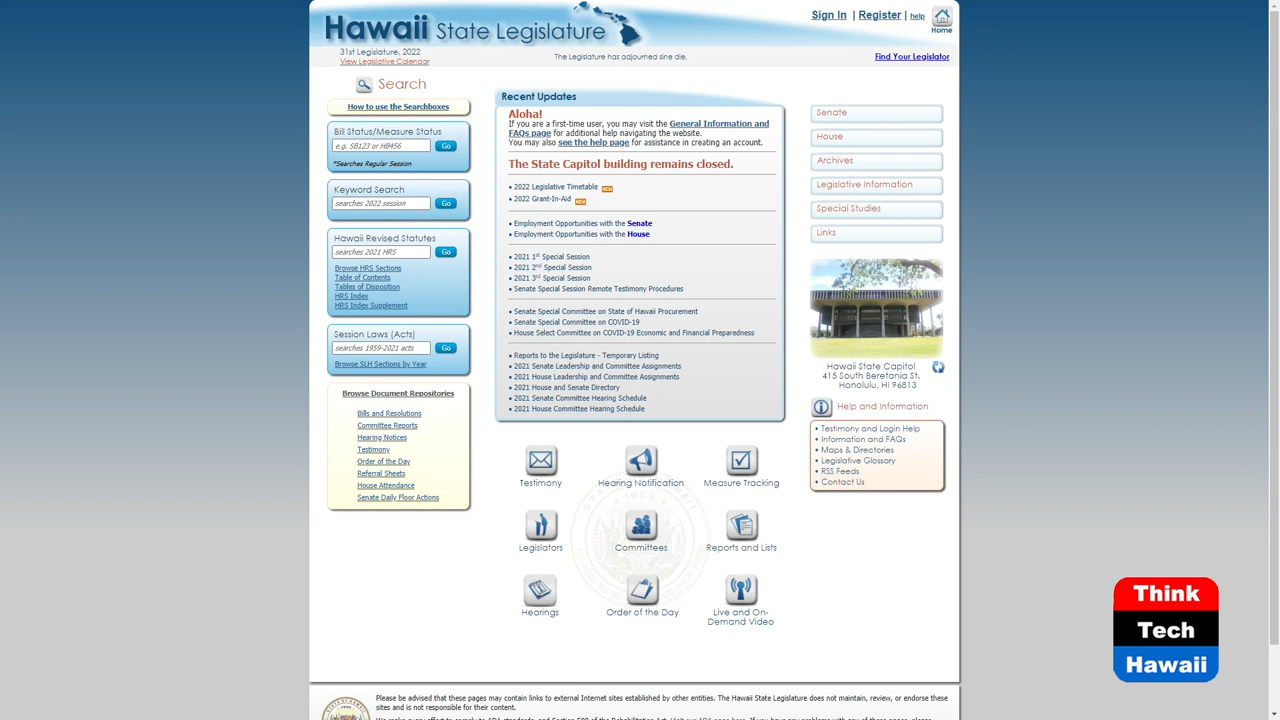 Hawaii State Legislature
Sign In | Register | help
Home
31st Legislature, 2022
View Legislative Calendar
The Legislature has adjourned sine die.
Find Your Legislator
Search
How to use the Searchboxes
Bill Status/Measure Status
e.g. SB123 or HB456
Go
*Searches Regular Session
Keyword Search
searches 2022 session
Go
Hawaii Revised Statutes
searches 2021 HRS
Go
Browse HRS Sections
Table of Contents
Tables of Disposition
HRS Index
HRS Index Supplement
Session Laws (Acts)
searches 1959-2021 acts
Go
Browse SLH Sections by Year
Browse Document Repositories
Bills and Resolutions
Committee Reports
Hearing Notices
Testimony
Order of the Day
Referral Sheets
House Attendance
Senate Daily Floor Actions
Recent Updates
Aloha!
If you are a first-time user, you may visit the General Information and
FAQs page for additional help navigating the website.
You may also see the help page for assistance in creating an account.
The State Capitol building remains closed.
• 2022 Legislative Timetable NEW
• 2022 Grant-In-Aid NEW
• Employment Opportunities with the Senate
• Employment Opportunities with the House
• 2021 1st Special Session
• 2021 2nd Special Session
• 2021 3rd Special Session
• Senate Special Session Remote Testimony Procedures
• Senate Special Committee on State of Hawaii Procurement
• Senate Special Committee on COVID-19
• House Select Committee on COVID-19 Economic and Financial Preparedness
• Reports to the Legislature - Temporary Listing
• 2021 Senate Leadership and Committee Assignments
• 2021 House Leadership and Committee Assignments
• 2021 House and Senate Directory
• 2021 Senate Committee Hearing Schedule
• 2021 House Committee Hearing Schedule
Testimony
Hearing Notification
Measure Tracking
Legislators
Committees
Reports and Lists
Hearings
Order of the Day
Live and On-
Demand Video
Senate
House
Archives
Legislative Information
Special Studies
Links
Hawaii State Capitol
415 South Beretania St.
Honolulu, HI 96813
Help and Information
• Testimony and Login Help
• Information and FAQs
• Maps & Directories
• Legislative Glossary
• RSS Feeds
• Contact Us
Think
Tech
Hawaii
Please be advised that these pages may contain links to external Internet sites established by other entities. The Hawaii State Legislature does not maintain, review, or endorse these
sites and is not responsible for their content.